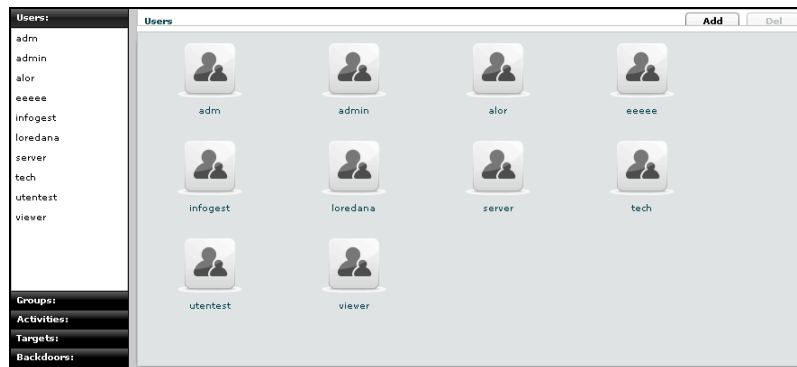 Users:
adm
admin
alor
eeeee
infogest
loredana
server
tech
utentest
viewer
Groups:
Activities:
Targets:
Backdoors:
Users
Add
Del
adm
admin
alor
eeeee
infogest
loredana
server
tech
utentest
viewer